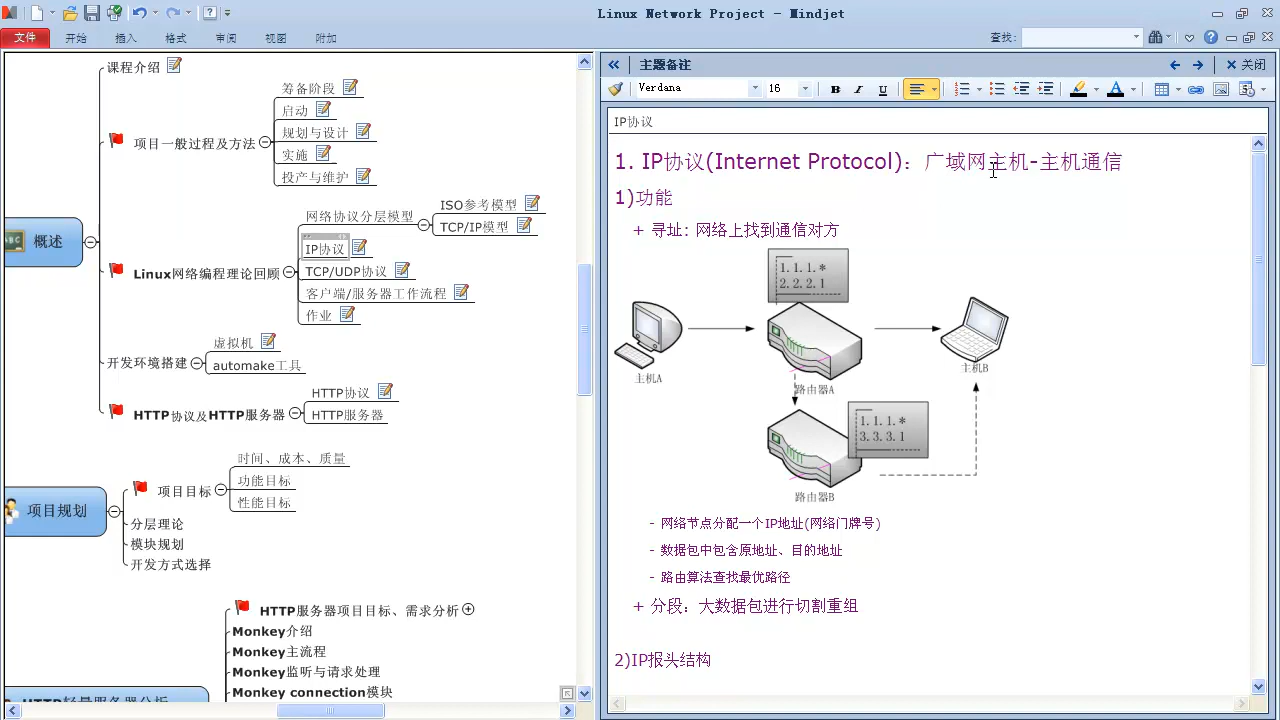 Linux Network Project - Mindjet
文件 开始 插入 格式 审阅 视图 附加 查找:
课程介绍
项目一般过程及方法
筹备阶段
启动
规划与设计
实施
投产与维护
概述
Linux网络编程理论回顾
网络协议分层模型
ISO参考模型
TCP/IP模型
IP协议
TCP/UDP协议
客户端/服务器工作流程
作业
开发环境搭建
虚拟机
automake工具
HTTP协议及HTTP服务器
HTTP协议
HTTP服务器
项目规划
项目目标
时间、成本、质量
功能目标
性能目标
分层理论
模块规划
开发方式选择
HTTP服务器项目目标、需求分析
Monkey介绍
Monkey主流程
Monkey监听与请求处理
Monkey connection模块
HTTP轻量服务器分析
主题备注 关闭
Verdana 16 B I U
IP协议
1. IP协议(Internet Protocol)：广域网主机-主机通信
1)功能
+ 寻址：网络上找到通信对方
1.1.1.*
2.2.2.1
主机A
路由器A
主机B
1.1.1.*
3.3.3.1
路由器B
- 网络节点分配一个IP地址(网络门牌号)
- 数据包中包含原地址、目的地址
- 路由算法查找最优路径
+ 分段：大数据包进行切割重组
2)IP报头结构